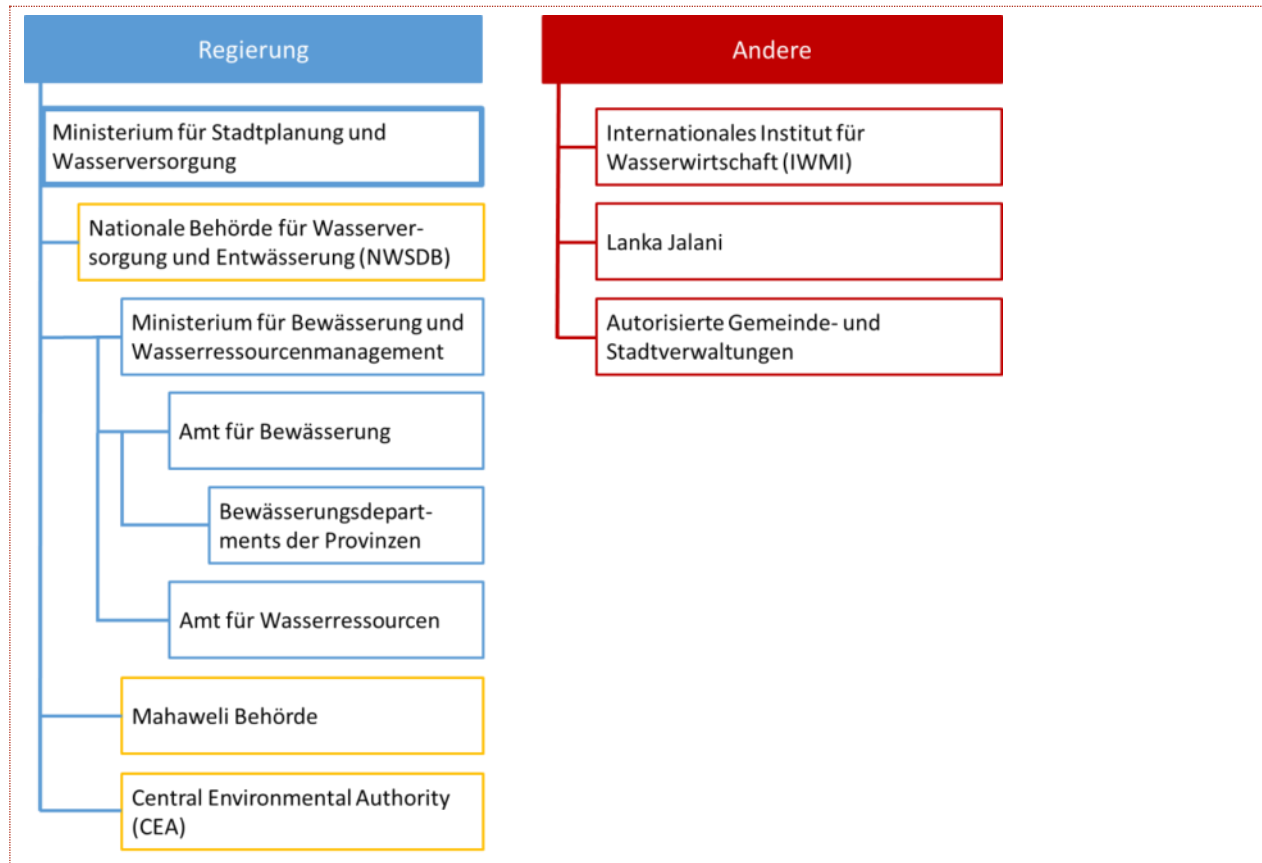 Regierung
Ministerium für Stadtplanung und
Wasserversorgung
Nationale Behörde für Wasserver-
sorgung und Entwässerung (NWSDB)
Ministerium für Bewässerung und
Wasserressourcenmanagement
Amt für Bewässerung
Bewässerungsdepart-
ments der Provinzen
Amt für Wasserressourcen
Mahaweli Behörde
Central Environmental Authority
(CEA)
Andere
Internationales Institut für
Wasserwirtschaft (IWMI)
Lanka Jalani
Autorisierte Gemeinde- und
Stadtverwaltungen